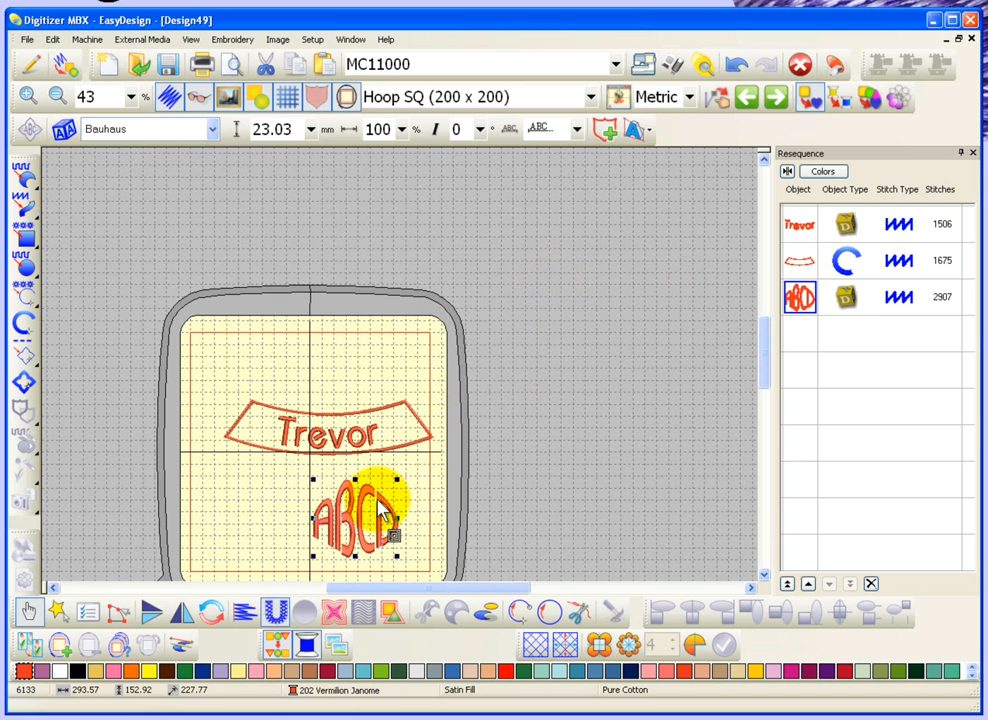 Digitizer MBX - EasyDesign - [Design49]
File Edit Machine External Media View Embroidery Image Setup Window Help
MC11000
43 % Hoop SQ (200 x 200) Metric
Bauhaus 23.03 mm 100 % I 0 ° ABC ABC...
Resequence
Colors
Object Object Type Stitch Type Stitches
Trevor D 1506
1675
ABCD D 2907
Trevor
ABCD
4
6133 293.57 152.92 227.77 202 Vermilion Janome Satin Fill Pure Cotton